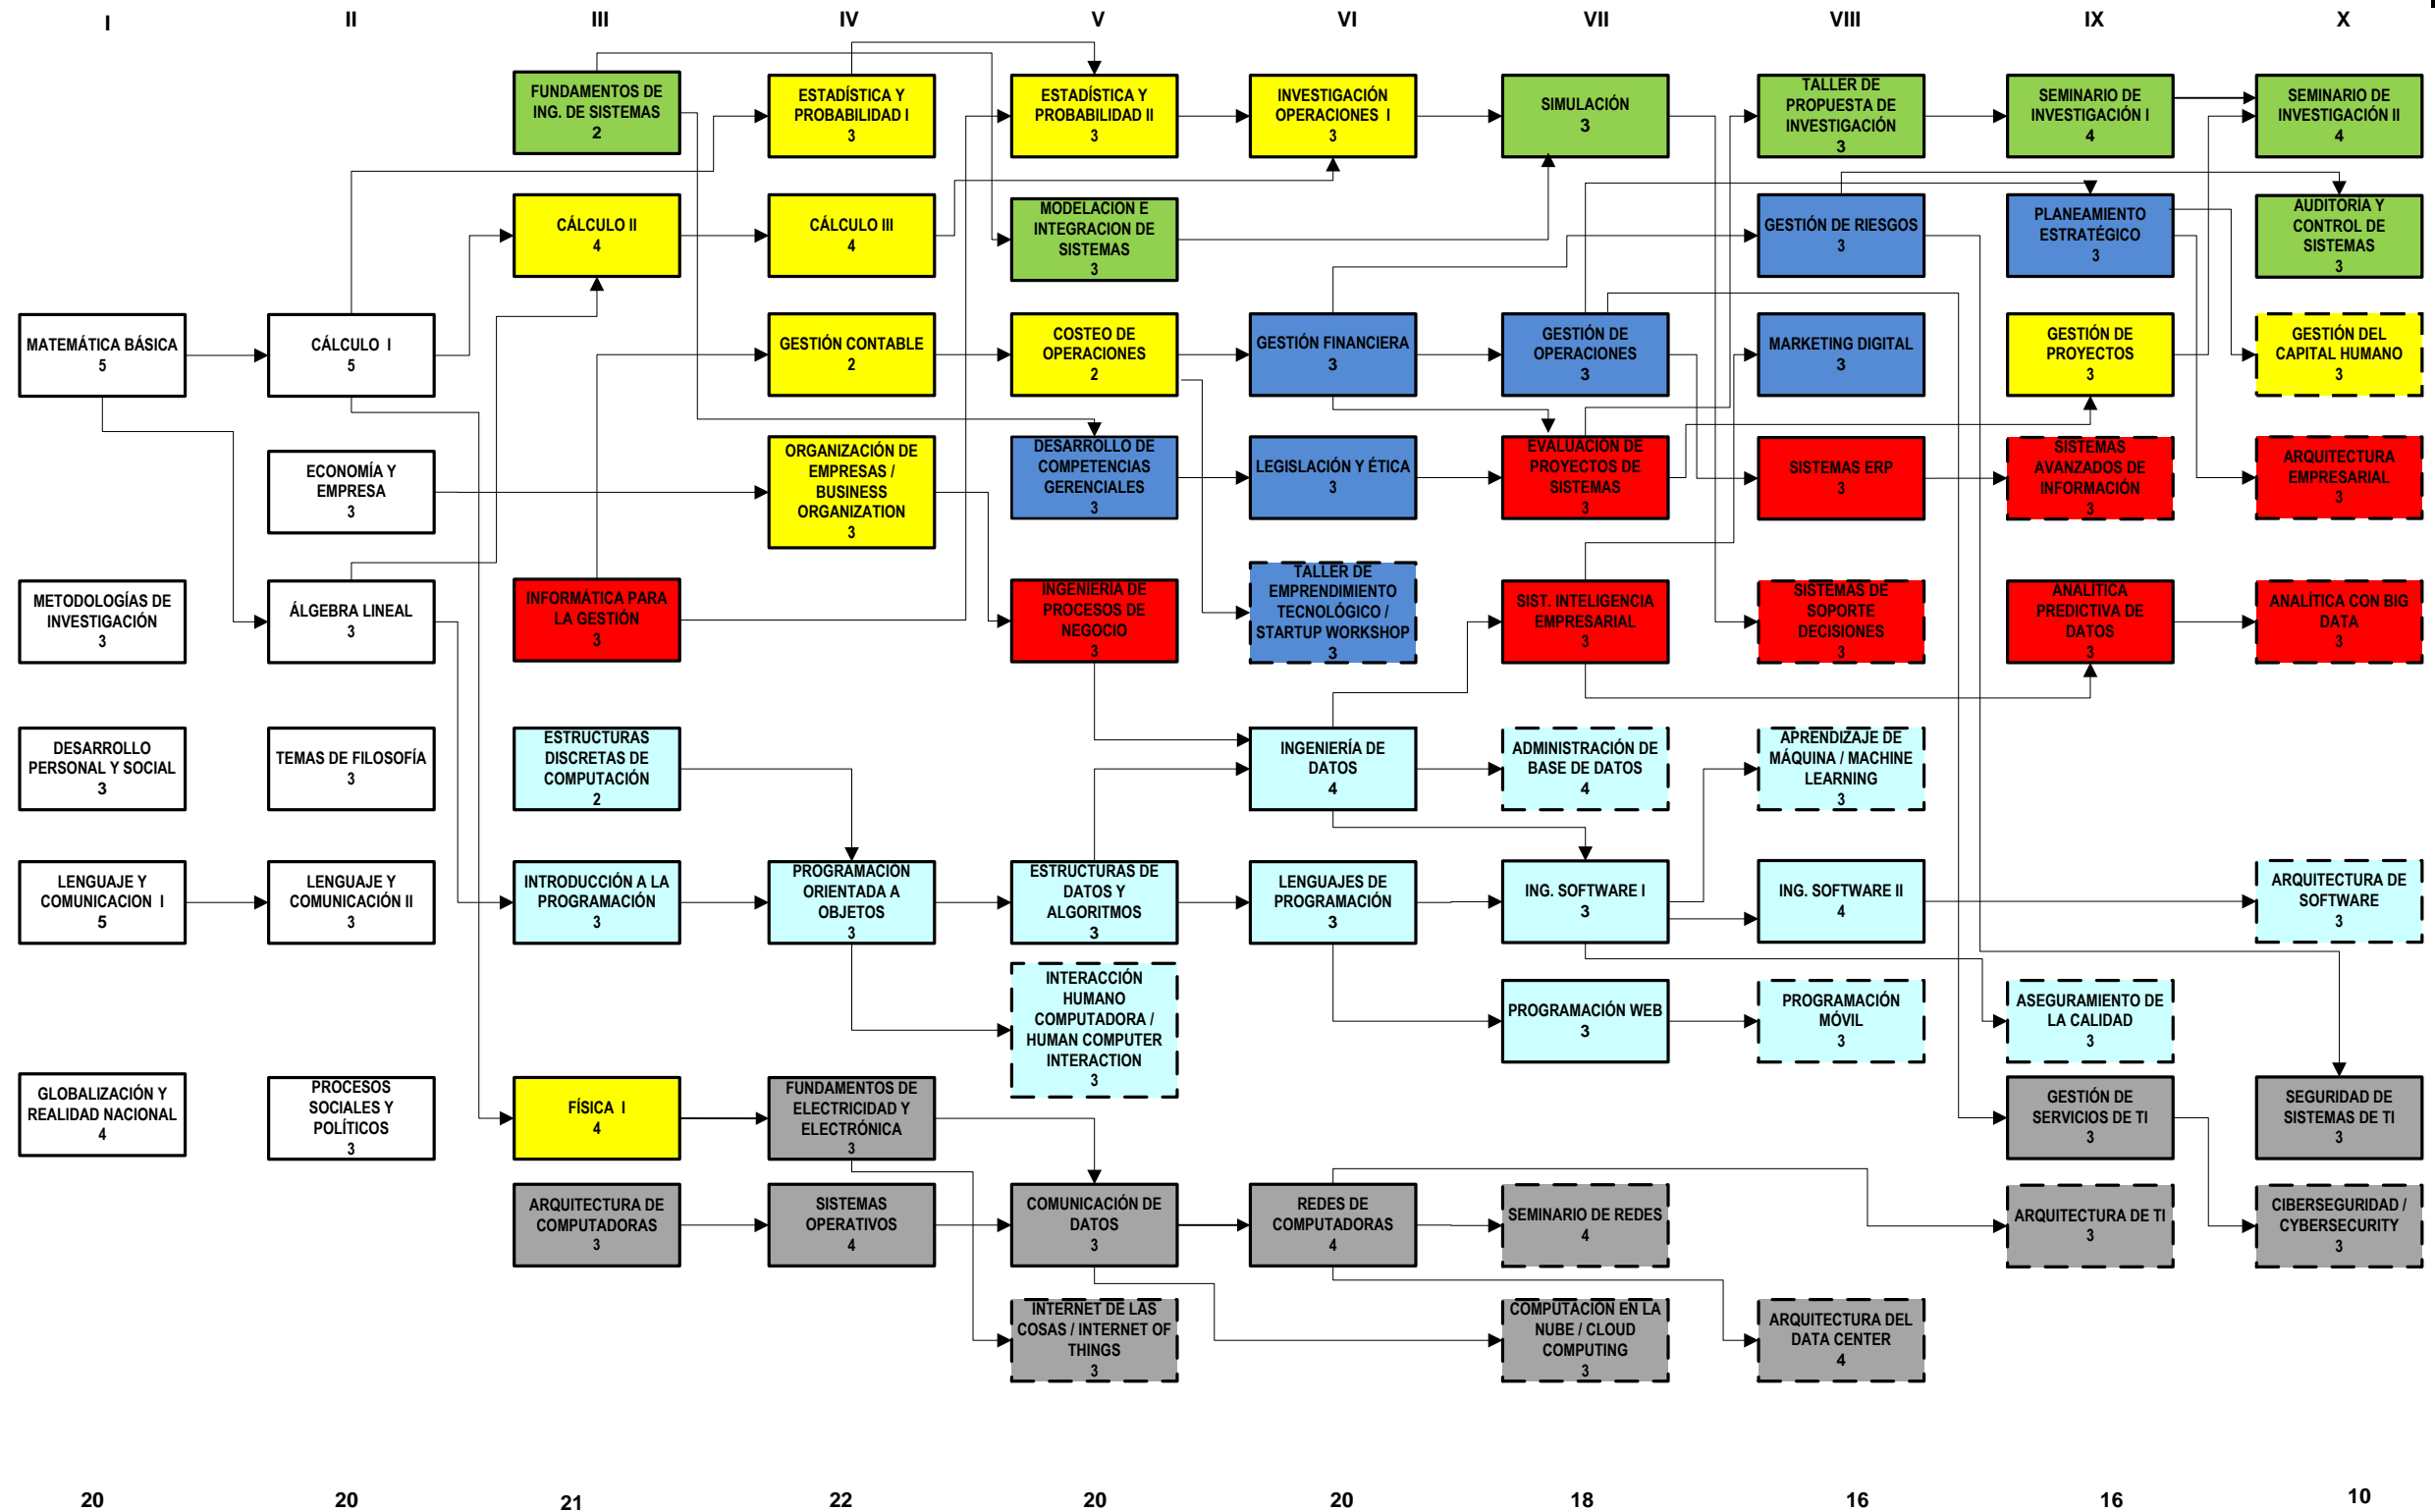 I
II
III
IV
V
VI
VII
VIII
IX
X
FUNDAMENTOS DE
ING. DE SISTEMAS
2
ESTADÍSTICA Y
PROBABILIDAD I
3
ESTADÍSTICA Y
PROBABILIDAD II
3
INVESTIGACIÓN
OPERACIONES I
3
SIMULACIÓN
3
TALLER DE
PROPUESTA DE
INVESTIGACIÓN
3
SEMINARIO DE
INVESTIGACIÓN I
4
SEMINARIO DE
INVESTIGACIÓN II
4
CÁLCULO II
4
CÁLCULO III
4
MODELACION E
INTEGRACION DE
SISTEMAS
3
GESTIÓN DE RIESGOS
3
PLANEAMIENTO
ESTRATÉGICO
3
AUDITORÍA Y
CONTROL DE
SISTEMAS
3
MATEMÁTICA BÁSICA
5
CÁLCULO I
5
GESTIÓN CONTABLE
2
COSTEO DE
OPERACIONES
2
GESTIÓN FINANCIERA
3
GESTIÓN DE
OPERACIONES
3
MARKETING DIGITAL
3
GESTIÓN DE
PROYECTOS
3
GESTIÓN DEL
CAPITAL HUMANO
3
ECONOMÍA Y
EMPRESA
3
ORGANIZACIÓN DE
EMPRESAS /
BUSINESS
ORGANIZATION
3
DESARROLLO DE
COMPETENCIAS
GERENCIALES
3
LEGISLACIÓN Y ÉTICA
3
EVALUACIÓN DE
PROYECTOS DE
SISTEMAS
3
SISTEMAS ERP
3
SISTEMAS
AVANZADOS DE
INFORMACIÓN
3
ARQUITECTURA
EMPRESARIAL
3
METODOLOGÍAS DE
INVESTIGACIÓN
3
ÁLGEBRA LINEAL
3
INFORMÁTICA PARA
LA GESTIÓN
3
INGENIERÍA DE
PROCESOS DE
NEGOCIO
3
TALLER DE
EMPRENDIMIENTO
TECNOLÓGICO /
STARTUP WORKSHOP
3
SIST. INTELIGENCIA
EMPRESARIAL
3
SISTEMAS DE
SOPORTE
DECISIONES
3
ANALÍTICA
PREDICTIVA DE
DATOS
3
ANALÍTICA CON BIG
DATA
3
DESARROLLO
PERSONAL Y SOCIAL
3
TEMAS DE FILOSOFÍA
3
ESTRUCTURAS
DISCRETAS DE
COMPUTACIÓN
2
INGENIERÍA DE
DATOS
4
ADMINISTRACIÓN DE
BASE DE DATOS
4
APRENDIZAJE DE
MÁQUINA / MACHINE
LEARNING
3
LENGUAJE Y
COMUNICACION I
5
LENGUAJE Y
COMUNICACIÓN II
3
INTRODUCCIÓN A LA
PROGRAMACIÓN
3
PROGRAMACIÓN
ORIENTADA A
OBJETOS
3
ESTRUCTURAS DE
DATOS Y
ALGORITMOS
3
LENGUAJES DE
PROGRAMACIÓN
3
ING. SOFTWARE I
3
ING. SOFTWARE II
4
ARQUITECTURA DE
SOFTWARE
3
INTERACCIÓN
HUMANO
COMPUTADORA /
HUMAN COMPUTER
INTERACTION
3
PROGRAMACIÓN WEB
3
PROGRAMACIÓN
MÓVIL
3
ASEGURAMIENTO DE
LA CALIDAD
3
GLOBALIZACIÓN Y
REALIDAD NACIONAL
4
PROCESOS
SOCIALES Y
POLÍTICOS
3
FÍSICA I
4
FUNDAMENTOS DE
ELECTRICIDAD Y
ELECTRÓNICA
3
GESTIÓN DE
SERVICIOS DE TI
3
SEGURIDAD DE
SISTEMAS DE TI
3
ARQUITECTURA DE
COMPUTADORAS
3
SISTEMAS
OPERATIVOS
4
COMUNICACIÓN DE
DATOS
3
REDES DE
COMPUTADORAS
4
SEMINARIO DE REDES
4
ARQUITECTURA DE TI
3
CIBERSEGURIDAD /
CYBERSECURITY
3
INTERNET DE LAS
COSAS / INTERNET OF
THINGS
3
COMPUTACIÓN EN LA
NUBE / CLOUD
COMPUTING
3
ARQUITECTURA DEL
DATA CENTER
4
20
20
21
22
20
20
18
16
16
10